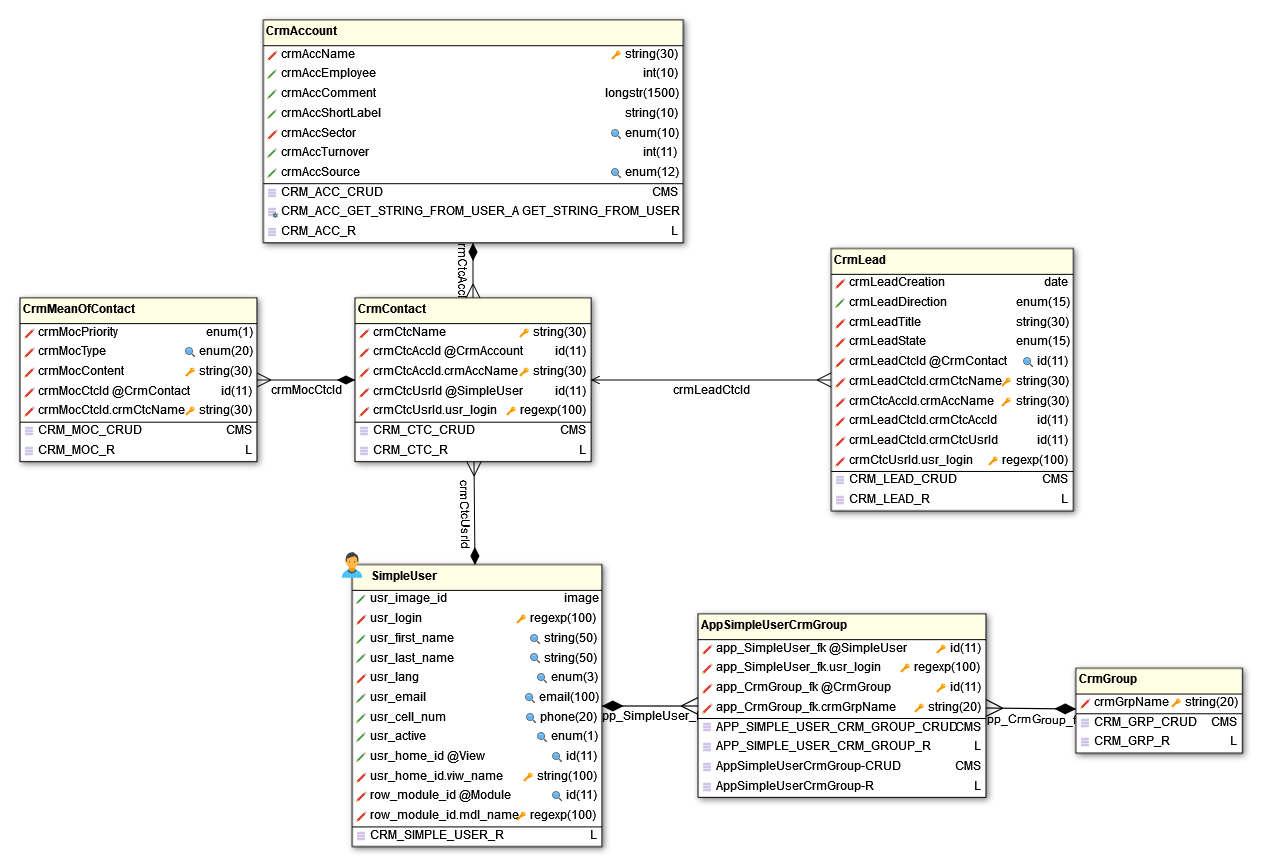 CrmAccount
crmAccName string(30)
crmAccEmployee int(10)
crmAccComment longstr(1500)
crmAccShortLabel string(10)
crmAccSector enum(10)
crmAccTurnover int(11)
crmAccSource enum(12)
CRM_ACC_CRUD CMS
CRM_ACC_GET_STRING_FROM_USER_A GET_STRING_FROM_USER
CRM_ACC_R L
rmCtcAccI
CrmLead
crmLeadCreation date
crmLeadDirection enum(15)
crmLeadTitle string(30)
crmLeadState enum(15)
crmLeadCtcId @CrmContact id(11)
crmLeadCtcId.crmCtcName string(30)
crmCtcAccId.crmAccName string(30)
crmLeadCtcId.crmCtcAccId id(11)
crmLeadCtcId.crmCtcUsrId id(11)
crmCtcUsrId.usr_login regexp(100)
CRM_LEAD_CRUD CMS
CRM_LEAD_R L
CrmMeanOfContact
crmMocPriority enum(1)
crmMocType enum(20)
crmMocContent string(30)
crmMocCtcId @CrmContact id(11)
crmMocCtcId.crmCtcName string(30)
CRM_MOC_CRUD CMS
CRM_MOC_R L
crmMocCtcId
CrmContact
crmCtcName string(30)
crmCtcAccId @CrmAccount id(11)
crmCtcAccId.crmAccName string(30)
crmCtcUsrId @SimpleUser id(11)
crmCtcUsrId.usr_login regexp(100)
CRM_CTC_CRUD CMS
CRM_CTC_R L
crmLeadCtcId
crmCtcUsrId
SimpleUser
usr_image_id image
usr_login regexp(100)
usr_first_name string(50)
usr_last_name string(50)
usr_lang enum(3)
usr_email email(100)
usr_cell_num phone(20)
usr_active enum(1)
usr_home_id @View id(11)
usr_home_id.viw_name string(100)
row_module_id @Module id(11)
row_module_id.mdl_name regexp(100)
CRM_SIMPLE_USER_R L
pp_SimpleUser_
AppSimpleUserCrmGroup
app_SimpleUser_fk @SimpleUser id(11)
app_SimpleUser_fk.usr_login regexp(100)
app_CrmGroup_fk @CrmGroup id(11)
app_CrmGroup_fk.crmGrpName string(20)
APP_SIMPLE_USER_CRM_GROUP_CRUD CMS
APP_SIMPLE_USER_CRM_GROUP_R L
AppSimpleUserCrmGroup-CRUD CMS
AppSimpleUserCrmGroup-R L
pp_CrmGroup_f
CrmGroup
crmGrpName string(20)
CRM_GRP_CRUD CMS
CRM_GRP_R L